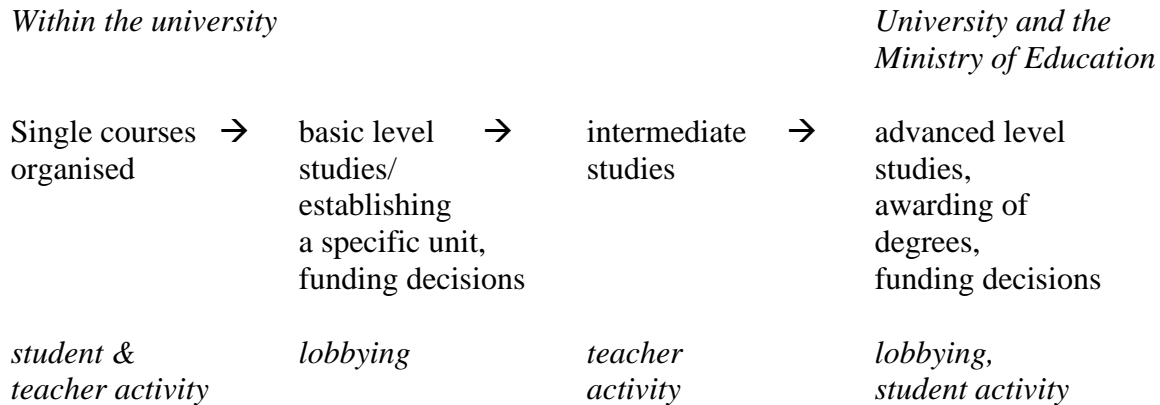 Within the university
University and the
Ministry of Education
Single courses → basic level → intermediate → advanced level
organised studies/ studies studies,
establishing awarding of
a specific unit, degrees,
funding decisions funding decisions
student & lobbying teacher lobbying,
teacher activity activity student activity